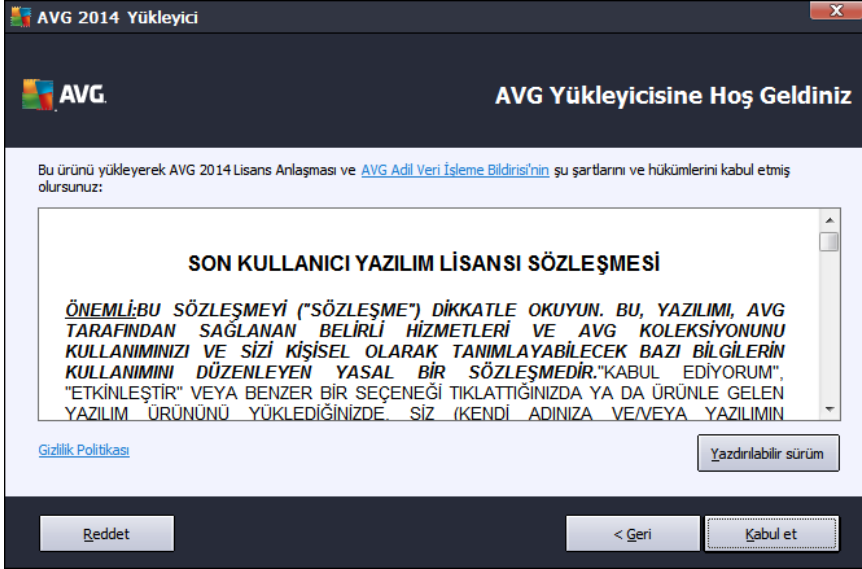 AVG 2014 Yükleyici
AVG.
AVG Yükleyicisine Hoş Geldiniz
Bu ürünü yükleyerek AVG 2014 Lisans Anlaşması ve AVG Adil Veri İşleme Bildirisi'nin şu şartlarını ve hükümlerini kabul etmiş
olursunuz:
SON KULLANICI YAZILIM LİSANSI SÖZLEŞMESİ
ÖNEMLİ:BU SÖZLEŞMEYİ ("SÖZLEŞME") DİKKATLE OKUYUN. BU, YAZILIMI, AVG
TARAFINDAN SAĞLANAN BELİRLİ HİZMETLERİ VE AVG KOLEKSİYONUNU
KULLANIMINIZI VE SİZİ KİŞİSEL OLARAK TANIMLAYABİLECEK BAZI BİLGİLERİN
KULLANIMINI DÜZENLEYEN YASAL BİR SÖZLEŞMEDİR."KABUL EDİYORUM",
"ETKİNLEŞTİR" VEYA BENZER BİR SEÇENEĞİ TIKLATTIĞINIZDA YA DA ÜRÜNLE GELEN
YAZILIM ÜRÜNÜNÜ YÜKLEDİĞİNİZDE, SİZ (KENDİ ADINIZA VE/VEYA YAZILIMIN
Gizlilik Politikası
Yazdırılabilir sürüm
Reddet
< Geri
Kabul et